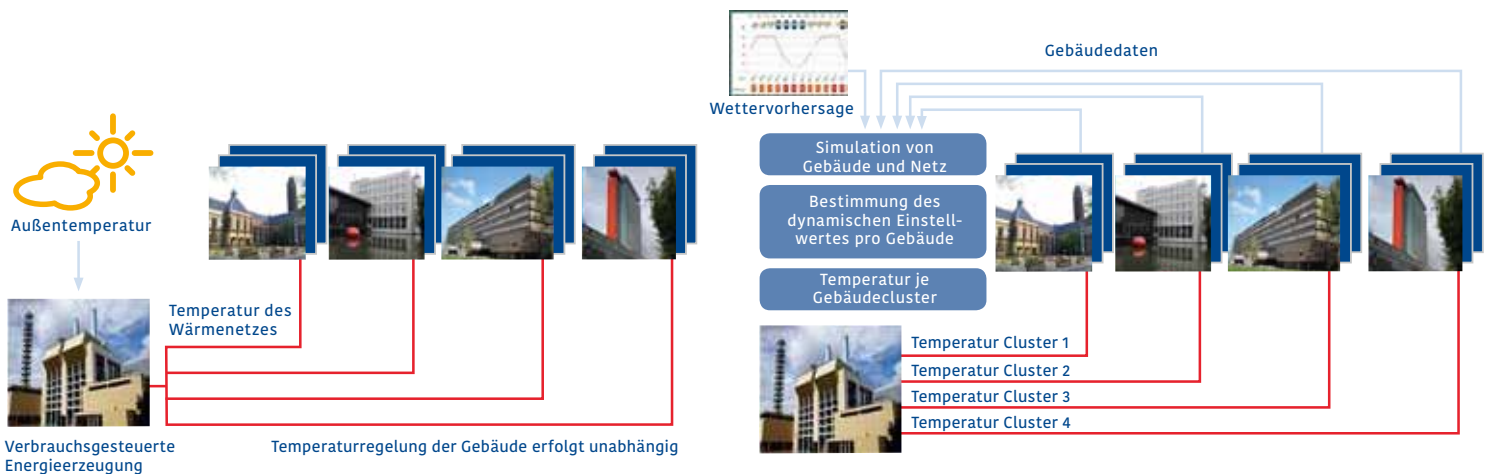 Außentemperatur
Temperatur des
Wärmenetzes
Verbrauchsgesteuerte
Energieerzeugung
Temperaturregelung der Gebäude erfolgt unabhängig
Wettervorhersage
Gebäudedaten
Simulation von
Gebäude und Netz
Bestimmung des
dynamischen Einstell-
wertes pro Gebäude
Temperatur je
Gebäudecluster
Temperatur Cluster 1
Temperatur Cluster 2
Temperatur Cluster 3
Temperatur Cluster 4